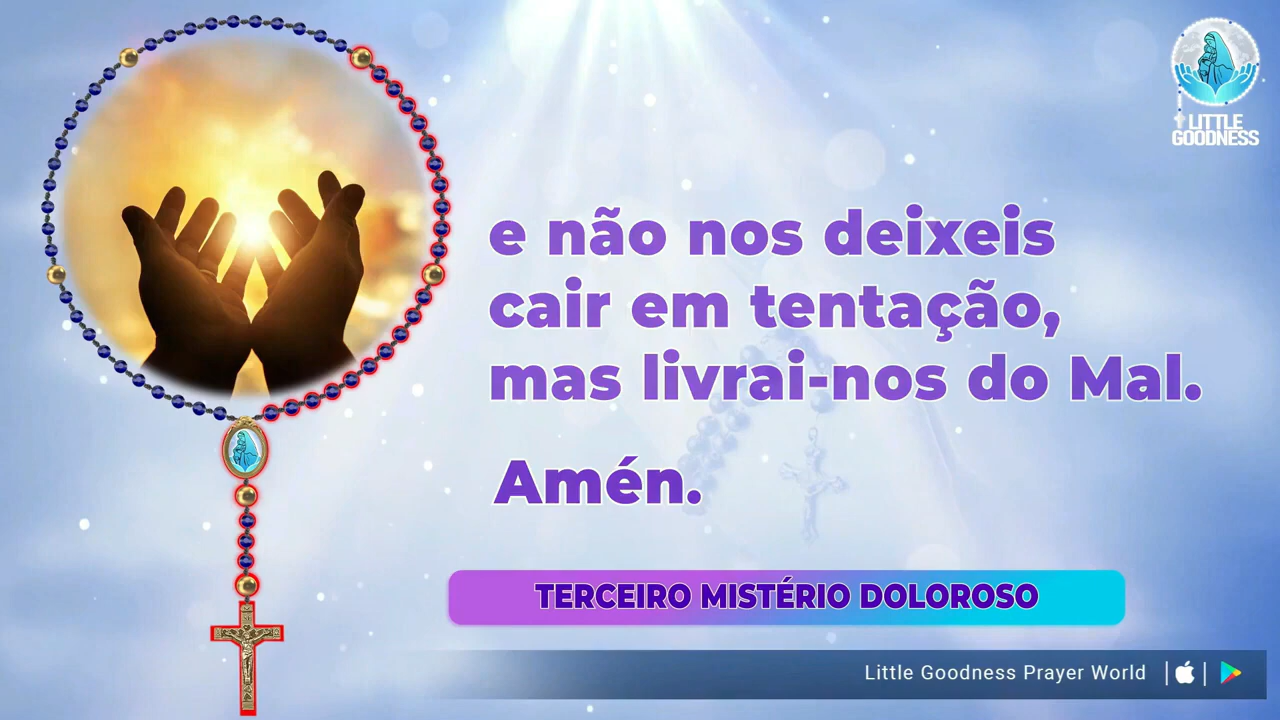 LITTLE
GOODNESS
e não nos deixeis
cair em tentação,
mas livrai-nos do Mal.
Amén.
TERCEIRO MISTÉRIO DOLOROSO
Little Goodness Prayer World